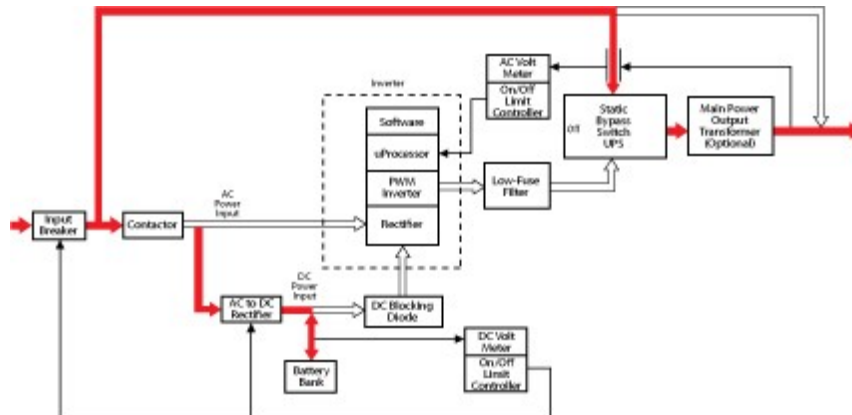 AC Volt
Meter
On/Off
Limit
Controller
Inverter
Software
uProcessor
PWM
Inverter
Rectifier
Off
Static
Bypass
Switch
UPS
Main Power
Output
Transformer
(Optional)
Low-Fuse
Filter
AC
Power
Input
Input
Breaker
Contactor
DC
Power
Input
AC to DC
Rectifier
DC Blocking
Diode
Battery
Bank
DC Volt
Meter
On/Off
Limit
Controller